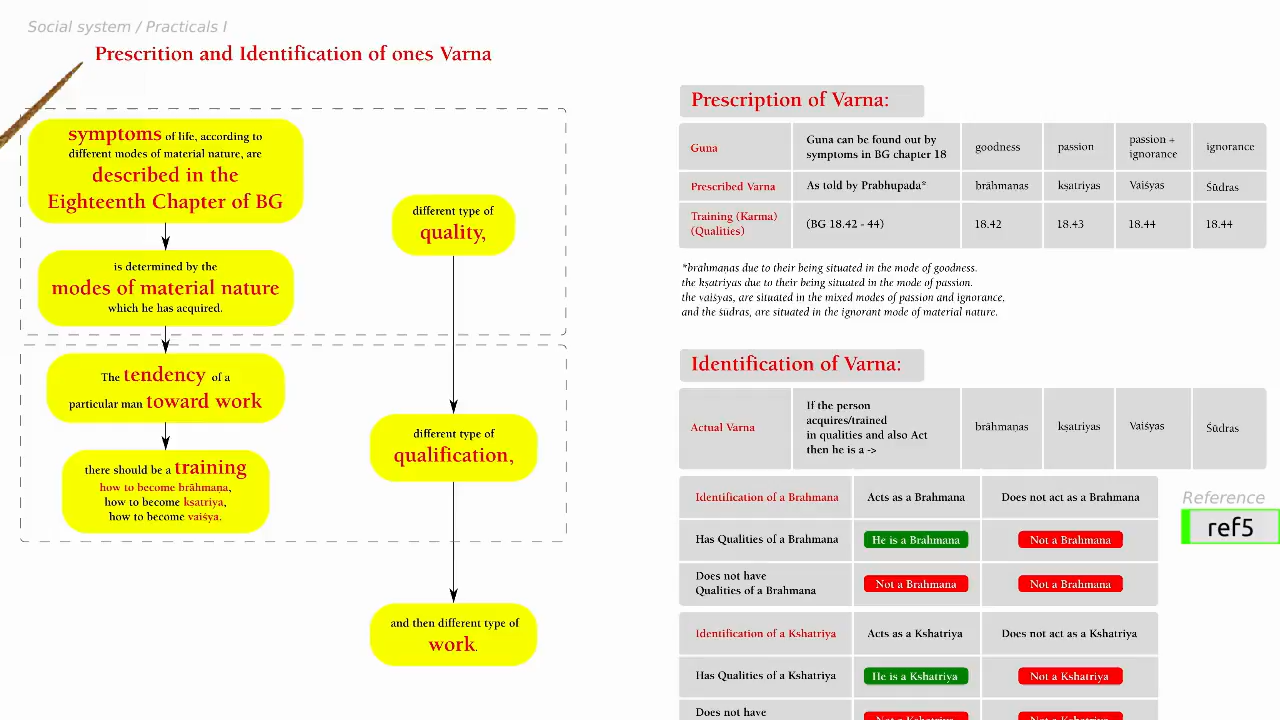 Social system / Practicals I
Prescrition and Identification of ones Varna
symptoms of life, according to
different modes of material nature, are
described in the
Eighteenth Chapter of BG
is determined by the
modes of material nature
which he has acquired.
The tendency of a
particular man toward work
there should be a training
how to become brāhmaṇa,
how to become kṣatriya,
how to become vaiśya.
different type of
quality,
different type of
qualification,
and then different type of
work.
Prescription of Varna:
Guna
Guna can be found out by
symptoms in BG chapter 18
goodness
passion
passion +
ignorance
ignorance
Prescribed Varna
As told by Prabhupada*
brāhmaṇas
kṣatriyas
Vaiśyas
Śūdras
Training (Karma)
(Qualities)
(BG 18.42 - 44)
18.42
18.43
18.44
18.44
*brahmaṇas due to their being situated in the mode of goodness.
the kṣatriyas due to their being situated in the mode of passion.
the vaiśyas, are situated in the mixed modes of passion and ignorance,
and the śudras, are situated in the ignorant mode of material nature.
Identification of Varna:
Actual Varna
If the person
acquires/trained
in qualities and also Act
then he is a ->
brāhmaṇas
kṣatriyas
Vaiśyas
Śūdras
Identification of a Brahmana
Acts as a Brahmana
Does not act as a Brahmana
Has Qualities of a Brahmana
He is a Brahmana
Not a Brahmana
Does not have
Qualities of a Brahmana
Not a Brahmana
Not a Brahmana
Identification of a Kshatriya
Acts as a Kshatriya
Does not act as a Kshatriya
Has Qualities of a Kshatriya
He is a Kshatriya
Not a Kshatriya
Does not have
Not a Kshatriya
Not a Kshatriya
Reference
ref5